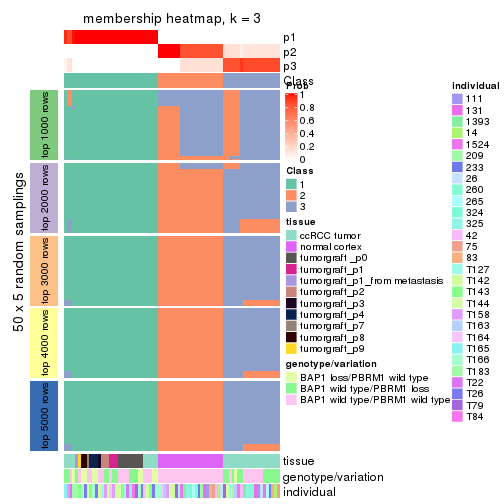 membership heatmap, k = 3
p1
p2
p3
Class
50 x 5 random samplings
top 1000 rows
top 2000 rows
top 3000 rows
top 4000 rows
top 5000 rows
tissue
genotype/variation
individual
Prob
1
0.8
0.6
0.4
0.2
0
Class
1
2
3
tissue
ccRCC tumor
normal cortex
tumorgraft_p0
tumorgraft_p1
tumorgraft_p1_from metastasis
tumorgraft_p2
tumorgraft_p3
tumorgraft_p4
tumorgraft_p7
tumorgraft_p8
tumorgraft_p9
genotype/variation
BAP1 loss/PBRM1 wild type
BAP1 wild type/PBRM1 loss
BAP1 wild type/PBRM1 wild type
individual
111
131
1393
14
1524
209
233
26
260
265
324
325
42
75
83
T127
T142
T143
T144
T158
T163
T164
T165
T166
T183
T22
T26
T79
T84